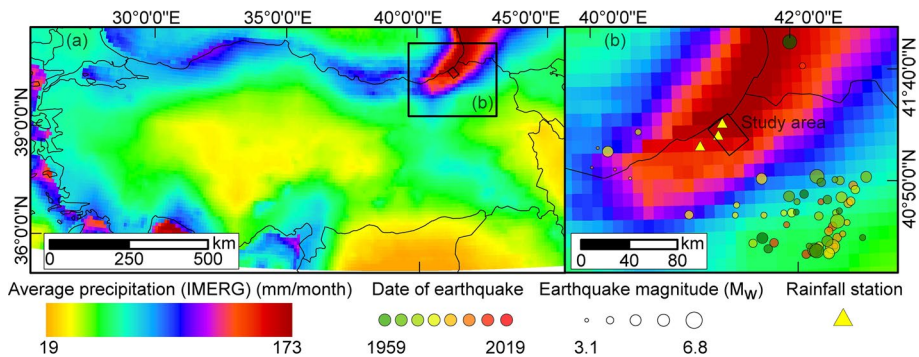 30°0'0"E 35°0'0"E 40°0'0"E 45°0'0"E 40°0'0"E 42°0'0"E
(a) (b)
39°0'0"N
36°0'0"N
(b)
Study area
41°40'0"N
40°50'0"N
km km
0 250 500 0 40 80
Average precipitation (IMERG) (mm/month) Date of earthquake Earthquake magnitude (Mw) Rainfall station
19 173 1959 2019 3.1 6.8